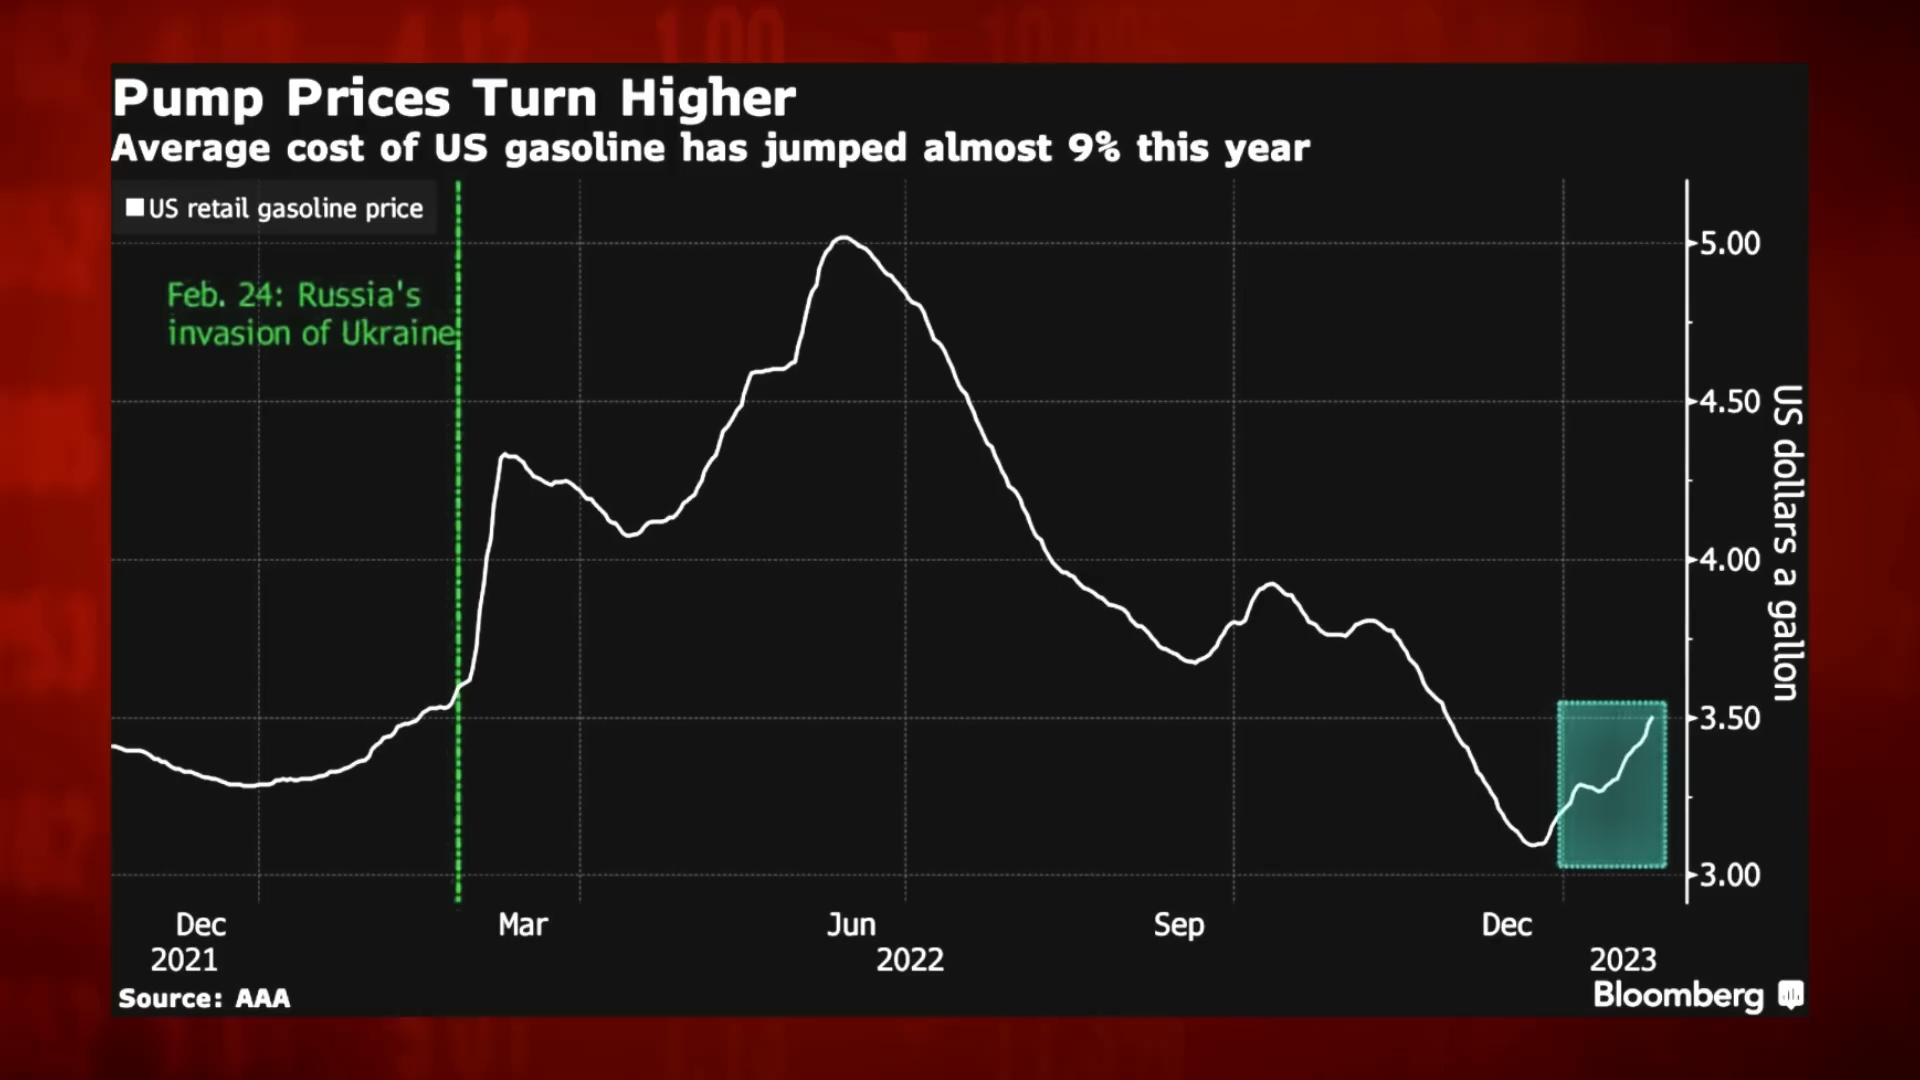 Pump Prices Turn Higher
Average cost of US gasoline has jumped almost 9% this year
US retail gasoline price
Feb. 24: Russia's
invasion of Ukraine
5.00
4.50
4.00
3.50
3.00
US dollars a gallon
Dec Mar Jun Sep Dec
2021 2022 2023
Source: AAA
Bloomberg